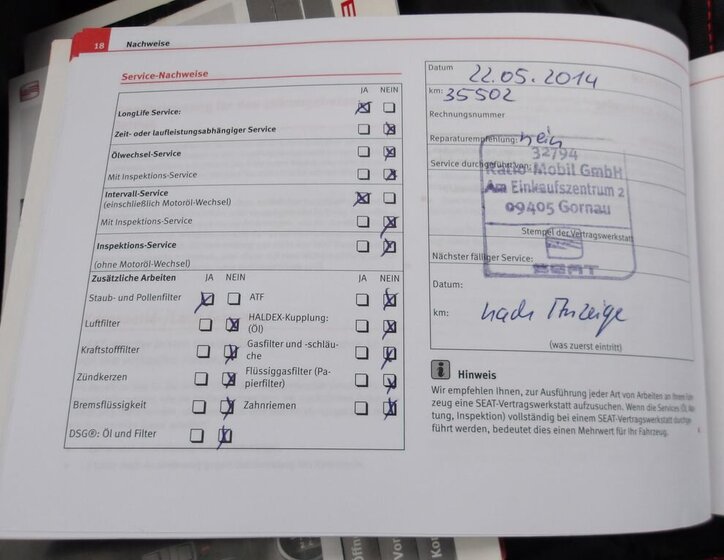 18 Nachweise
Service-Nachweise
JA NEIN
LongLife Service:
Zeit- oder laufleistungsabhängiger Service
Ölwechsel-Service
Mit Inspektions-Service
Intervall-Service
(einschließlich Motoröl-Wechsel)
Mit Inspektions-Service
Inspektions-Service
(ohne Motoröl-Wechsel)
Zusätzliche Arbeiten JA NEIN JA NEIN
Staub- und Pollenfilter ATF
Luftfilter HALDEX-Kupplung:
(Öl)
Kraftstofffilter Gasfilter und -schläu-
che
Zündkerzen Flüssiggasfilter (Pa-
pierfilter)
Bremsflüssigkeit Zahnriemen
DSG®: Öl und Filter
Datum 22.05.2014
km: 35502
Rechnungsnummer
Reparaturempfehlung: nein
32794
Service durchgeführt von:
Ratio Mobil GmbH
Am Einkaufszentrum 2
09405 Gornau
Stempel der Vertragswerkstatt
Nächster fälliger Service:
SEAT
Datum:
km: nach Anzeige
(was zuerst eintritt)
i Hinweis
Wir empfehlen Ihnen, zur Ausführung jeder Art von Arbeiten an Ihrem Fahr
zeug eine SEAT-Vertragswerkstatt aufzusuchen. Wenn die Services (Öl, War
tung, Inspektion) vollständig bei einem SEAT-Vertragswerkstatt durchge
führt werden, bedeutet dies einen Mehrwert für Ihr Fahrzeug.